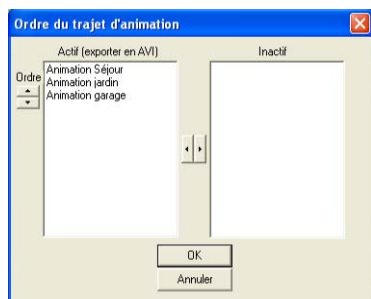 Ordre du trajet d'animation
Actif (exporter en AVI)
Inactif
Ordre
Animation Séjour
Animation jardin
Animation garage
OK
Annuler